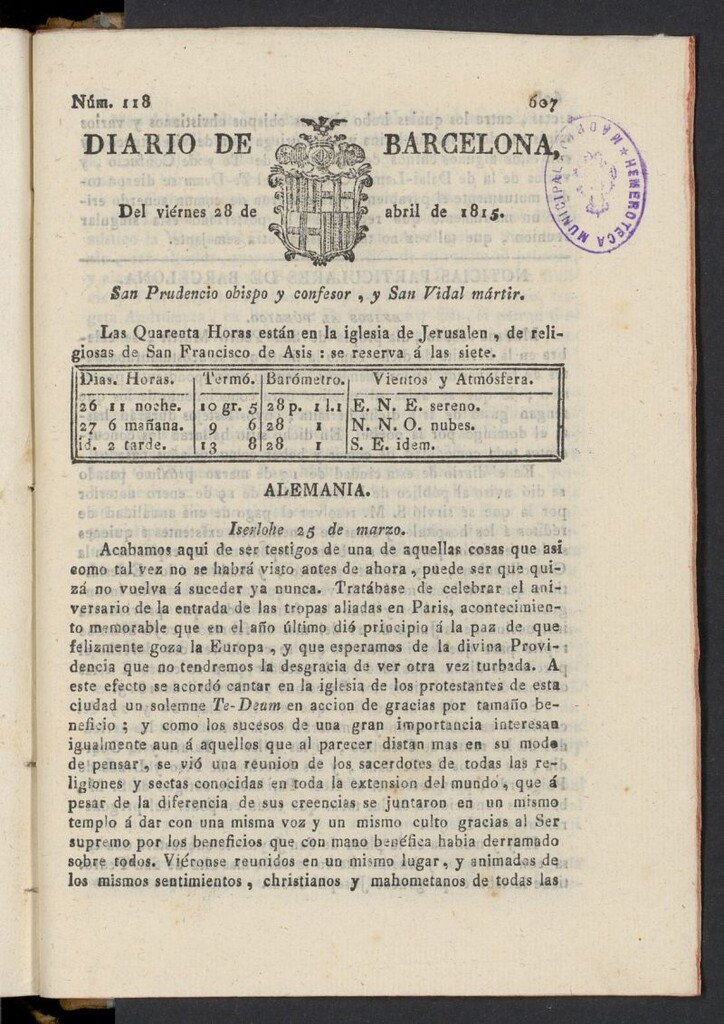 Núm. 118 607
DIARIO DE BARCELONA,
Del viérnes 28 de abril de 1815.
HEMEROTECA MUNICIPAL MADRID
San Prudencio obispo y confesor , y San Vidal mártir.
Las Quarenta Horas están en la iglesia de Jerusalen , de reli-
giosas de San Francisco de Asis : se reserva á las siete.
Dias. Horas. Termó. Barómetro. Vientos y Atmósfera.
26 11 noche. 10 gr. 5 28 p. 1 l.1 E. N. E. sereno.
27 6 mañana. 9 6 28 1 N. N. O. nubes.
id. 2 tarde. 13 8 28 1 S. E. idem.
ALEMANIA.
Iserlohe 25 de marzo.
Acabamos aqui de ser testigos de una de aquellas cosas que así
como tal vez no se habrá visto antes de ahora , puede ser que qui-
zá no vuelva á suceder ya nunca. Tratábase de celebrar el ani-
versario de la entrada de las tropas aliadas en Paris, acontecimien-
to memorable que en el año último dió principio á la paz de que
felizmente goza la Europa , y que esperamos de la divina Provi-
dencia que no tendremos la desgracia de ver otra vez turbada. A
este efecto se acordó cantar en la iglesia de los protestantes de esta
ciudad un solemne Te-Deum en accion de gracias por tamaño be-
neficio ; y como los sucesos de una gran importancia interesan
igualmente aun á aquellos que al parecer distan mas en su modo
de pensar , se vió una reunion de los sacerdotes de todas las re-
ligiones y sectas conocidas en toda la extension del mundo , que á
pesar de la diferencia de sus creencias se juntaron en un mismo
templo á dar con una misma voz y un mismo culto gracias al Ser
supremo por los beneficios que con mano benéfica habia derramado
sobre todos. Viéronse reunidos en un mismo lugar, y animados de
los mismos sentimientos , christianos y mahometanos de todas las